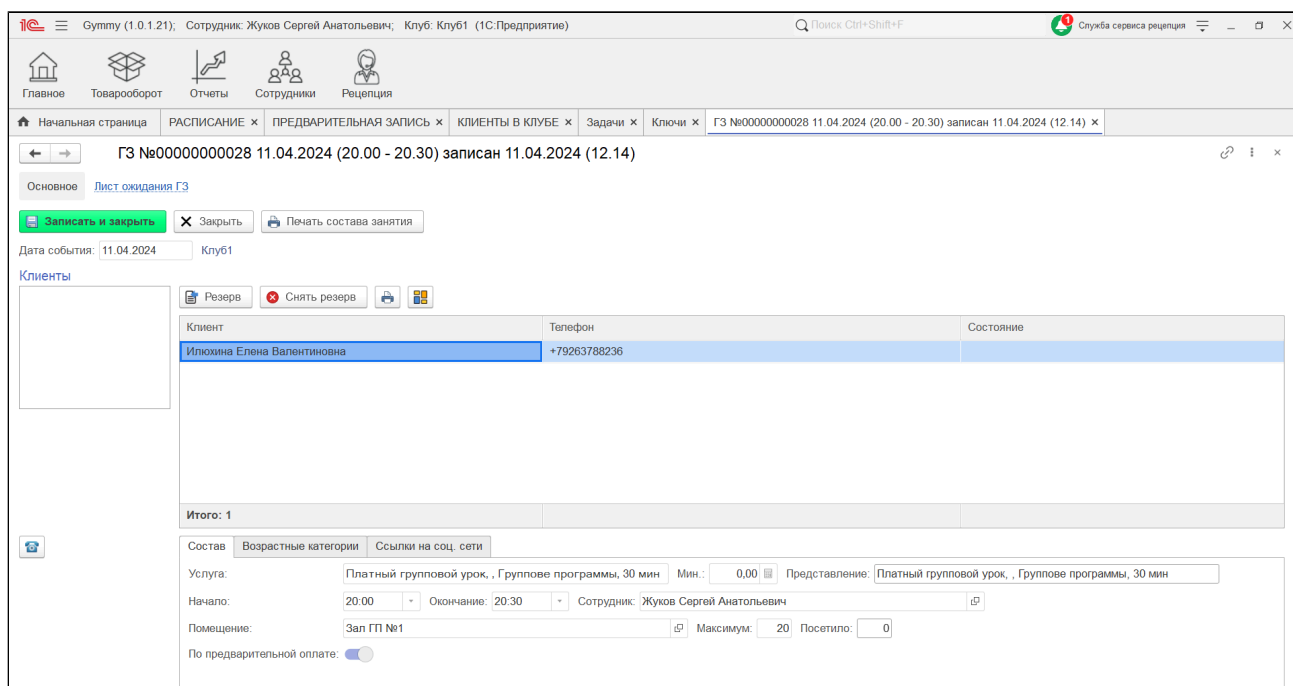 1С Gymmy (1.0.1.21); Сотрудник: Жуков Сергей Анатольевич; Клуб: Клуб1 (1С:Предприятие) Поиск Ctrl+Shift+F 1 Служба сервиса рецепция
Главное Товарооборот Отчеты Сотрудники Рецепция
Начальная страница РАСПИСАНИЕ × ПРЕДВАРИТЕЛЬНАЯ ЗАПИСЬ × КЛИЕНТЫ В КЛУБЕ × Задачи × Ключи × ГЗ №00000000028 11.04.2024 (20.00 - 20.30) записан 11.04.2024 (12.14) ×
ГЗ №00000000028 11.04.2024 (20.00 - 20.30) записан 11.04.2024 (12.14)
Основное Лист ожидания ГЗ
Записать и закрыть Закрыть Печать состава занятия
Дата события: 11.04.2024 Клуб1
Клиенты
Резерв Снять резерв
Клиент Телефон Состояние
Илюхина Елена Валентиновна +79263788236
Итого: 1
Состав Возрастные категории Ссылки на соц. сети
Услуга: Платный групповой урок, , Группове программы, 30 мин Мин.: 0,00 Представление: Платный групповой урок, , Группове программы, 30 мин
Начало: 20:00 Окончание: 20:30 Сотрудник: Жуков Сергей Анатольевич
Помещение: Зал ГП №1 Максимум: 20 Посетило: 0
По предварительной оплате: